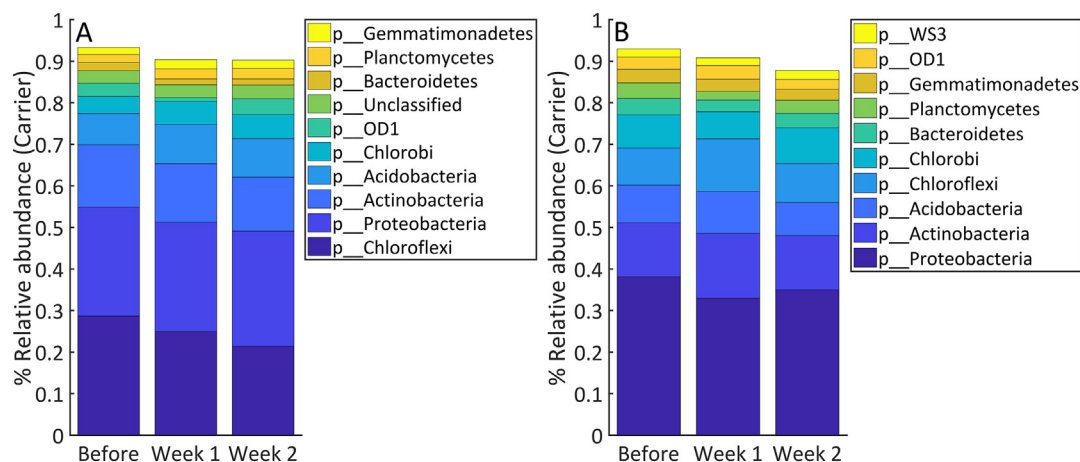 A
% Relative abundance (Carrier)
1
0.9
0.8
0.7
0.6
0.5
0.4
0.3
0.2
0.1
0
Before Week 1 Week 2
p__Gemmatimonadetes
p__Planctomycetes
p__Bacteroidetes
p__Unclassified
p__OD1
p__Chlorobi
p__Acidobacteria
p__Actinobacteria
p__Proteobacteria
p__Chloroflexi
B
% Relative abundance (Carrier)
1
0.9
0.8
0.7
0.6
0.5
0.4
0.3
0.2
0.1
0
Before Week 1 Week 2
p__WS3
p__OD1
p__Gemmatimonadetes
p__Planctomycetes
p__Bacteroidetes
p__Chlorobi
p__Chloroflexi
p__Acidobacteria
p__Actinobacteria
p__Proteobacteria